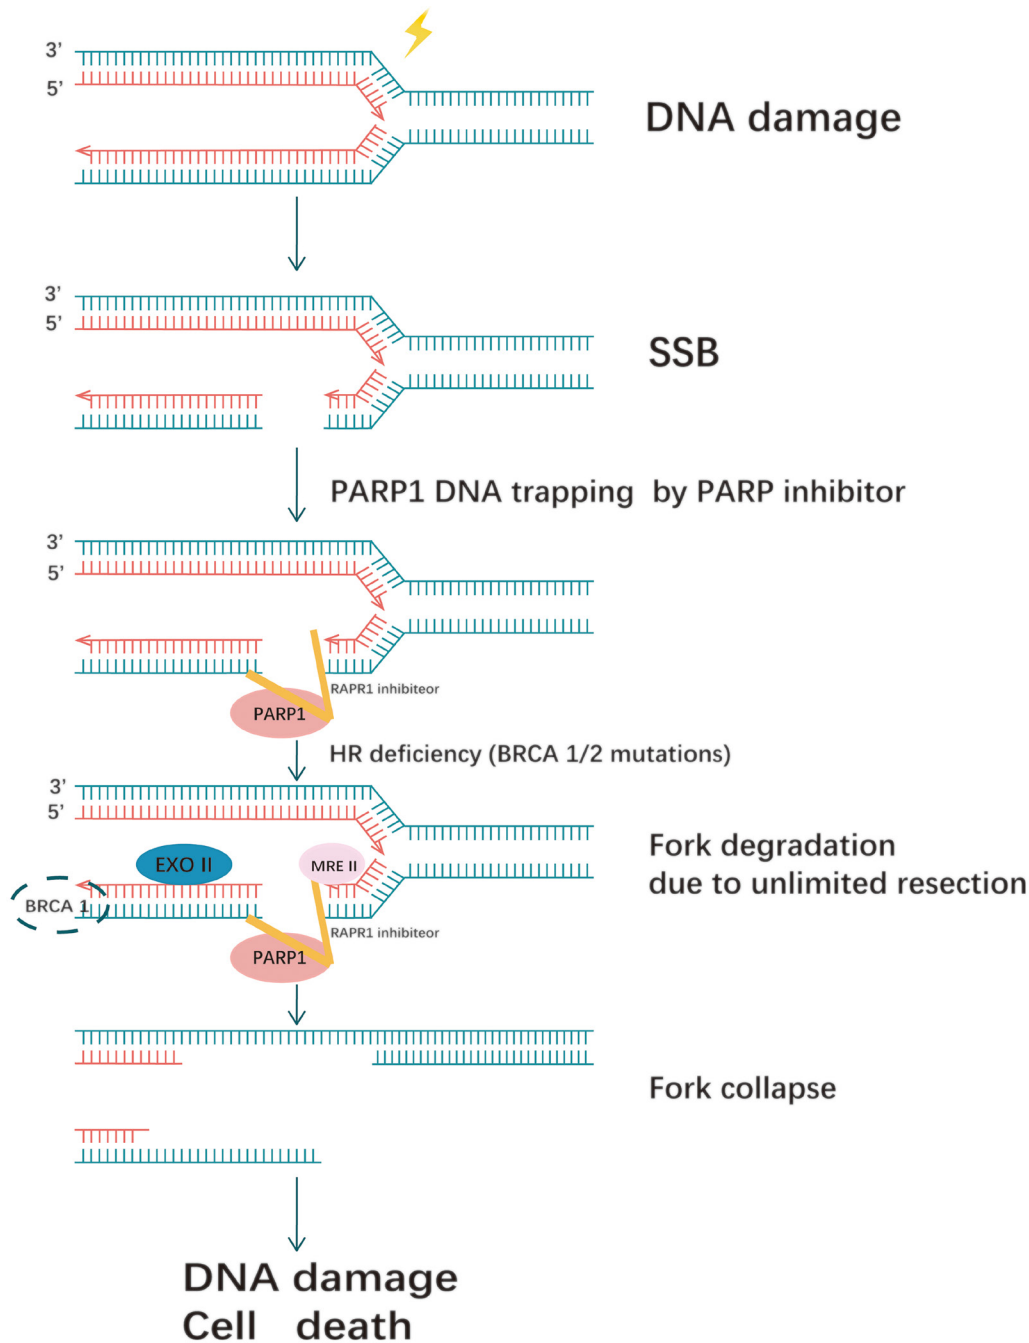 3’
5’
DNA damage
3’
5’
SSB
PARP1 DNA trapping by PARP inhibitor
3’
5’
RAPR1 inhibiteor
PARP1
HR deficiency (BRCA 1/2 mutations)
3’
5’
Fork degradation
due to unlimited resection
EXO II
MRE II
BRCA 1
RAPR1 inhibiteor
PARP1
Fork collapse
DNA damage
Cell death